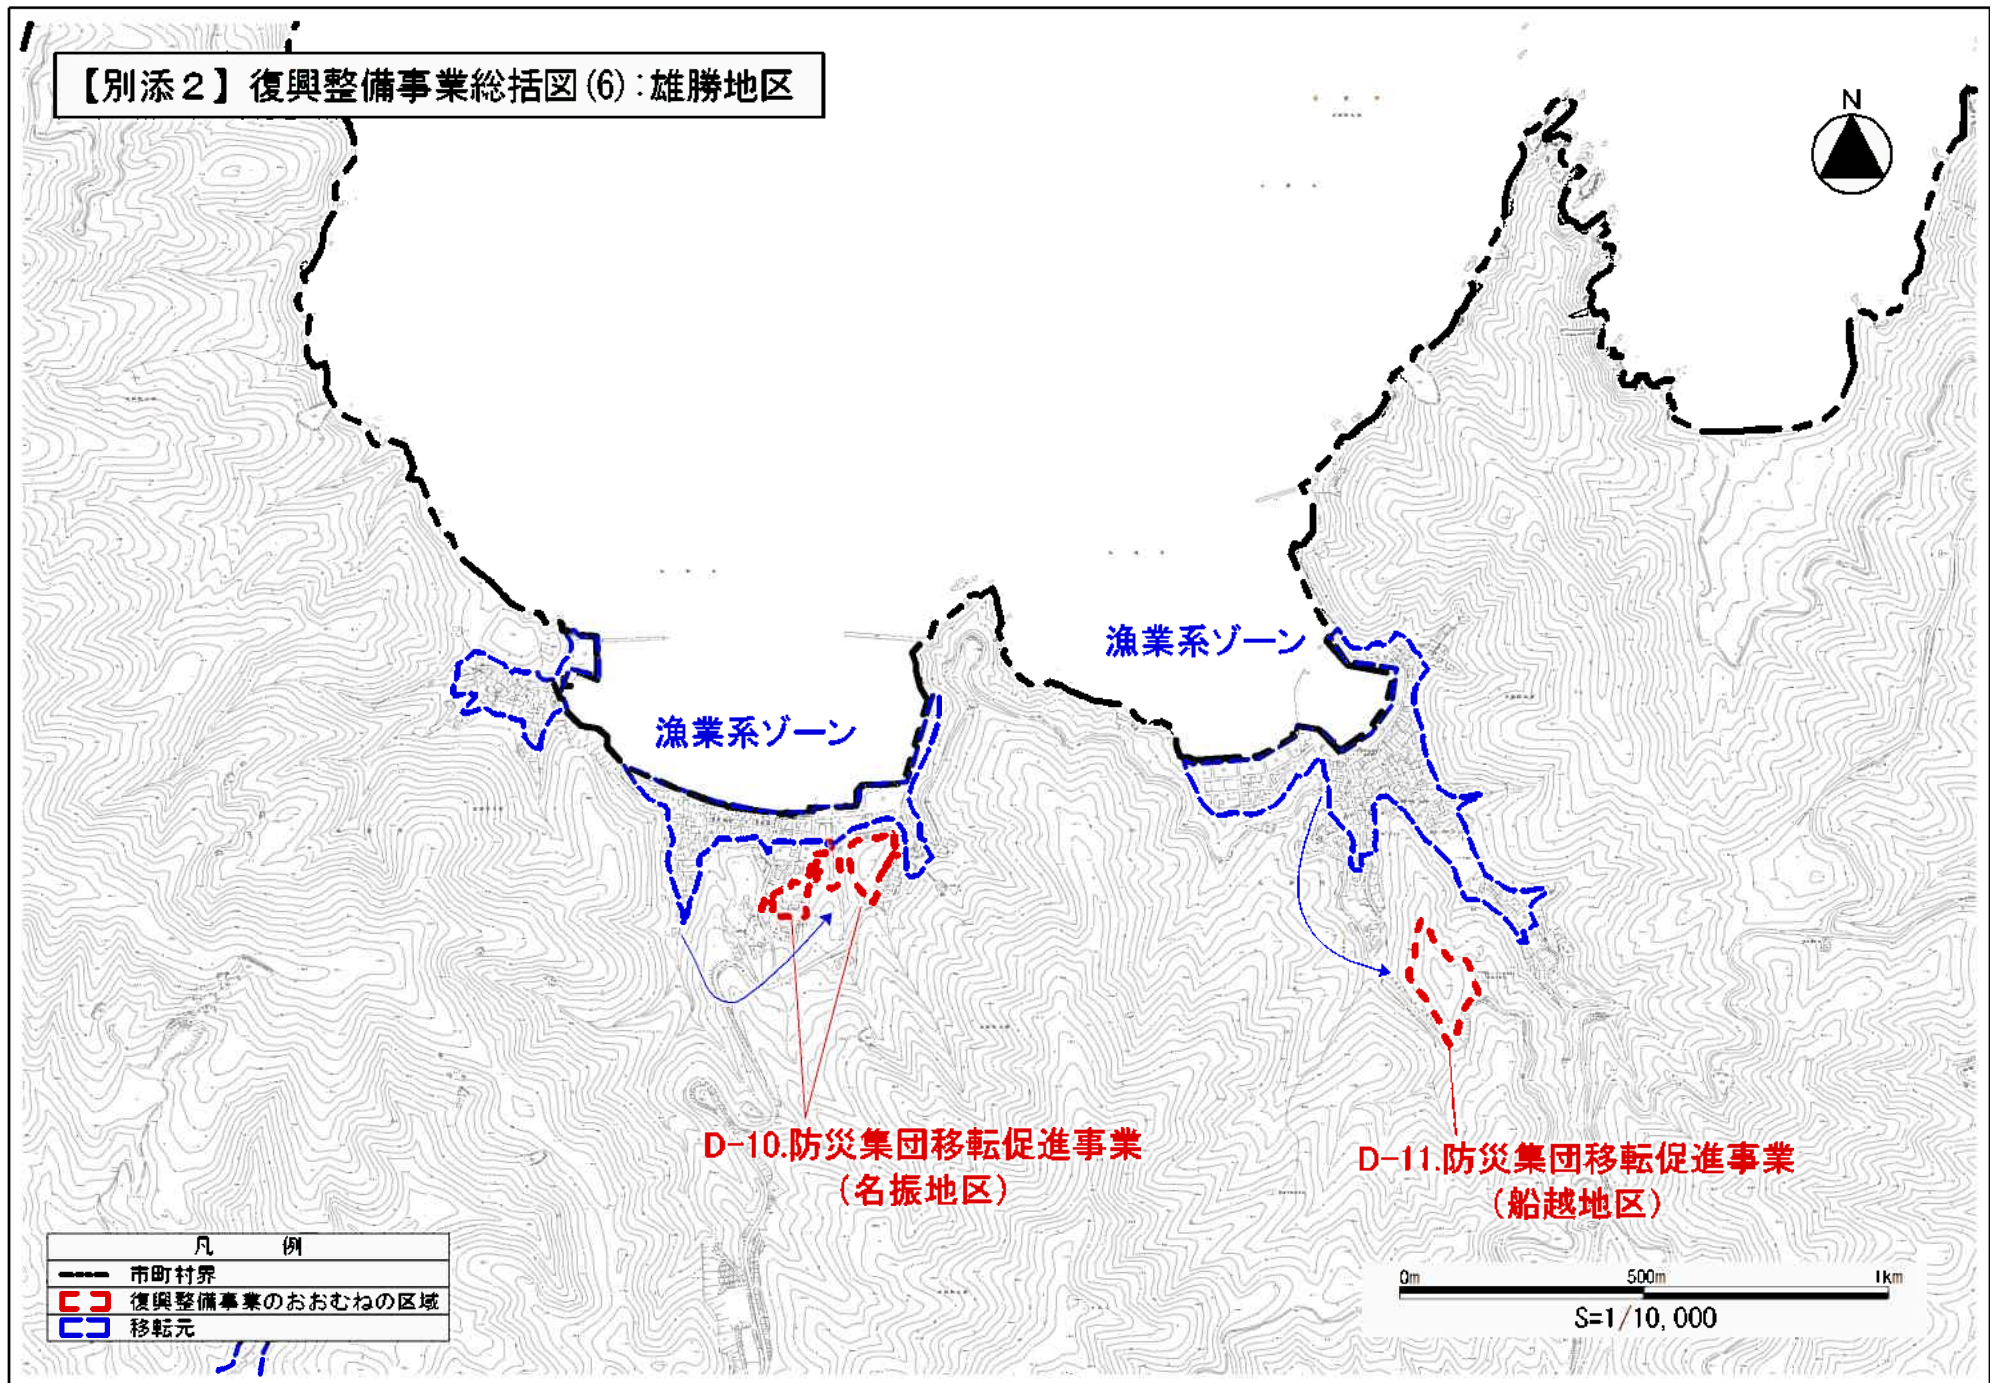 【別添２】復興整備事業総括図(6):雄勝地区
N
漁業系ゾーン
漁業系ゾーン
D-10.防災集団移転促進事業
(名振地区)
D-11.防災集団移転促進事業
(船越地区)
凡 例
市町村界
復興整備事業のおおむねの区域
移転元
0m 500m 1km
S=1/10,000